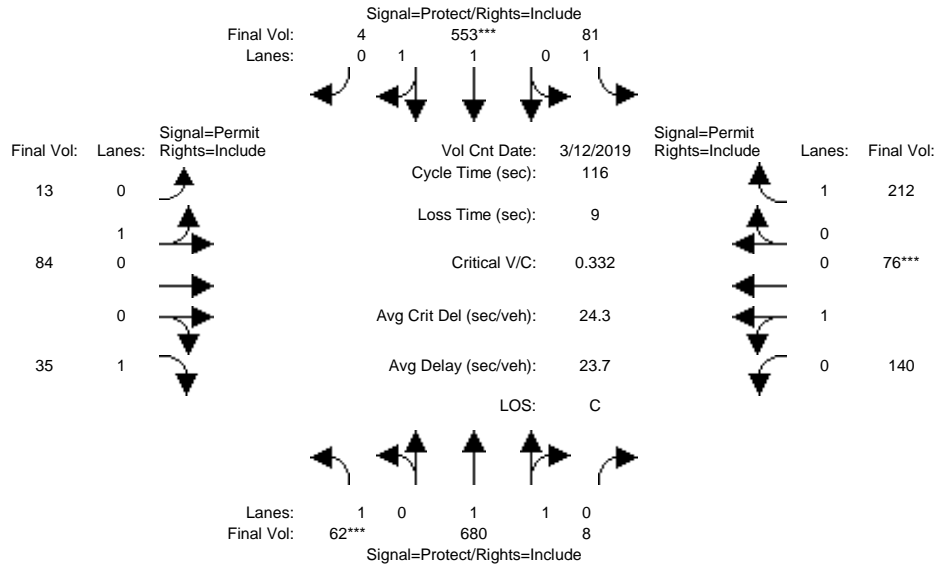 Signal=Protect/Rights=Include
Final Vol: 4 553*** 81
Lanes: 0 1 1 0 1
Signal=Permit Signal=Permit
Final Vol: Lanes: Rights=Include Vol Cnt Date: 3/12/2019 Rights=Include Lanes: Final Vol:
Cycle Time (sec): 116
13 0 1 212
Loss Time (sec): 9
1 0
84 0 Critical V/C: 0.332 0 76***
0 Avg Crit Del (sec/veh): 24.3 1
35 1 Avg Delay (sec/veh): 23.7 0 140
LOS: C
Lanes: 1 0 1 1 0
Final Vol: 62*** 680 8
Signal=Protect/Rights=Include